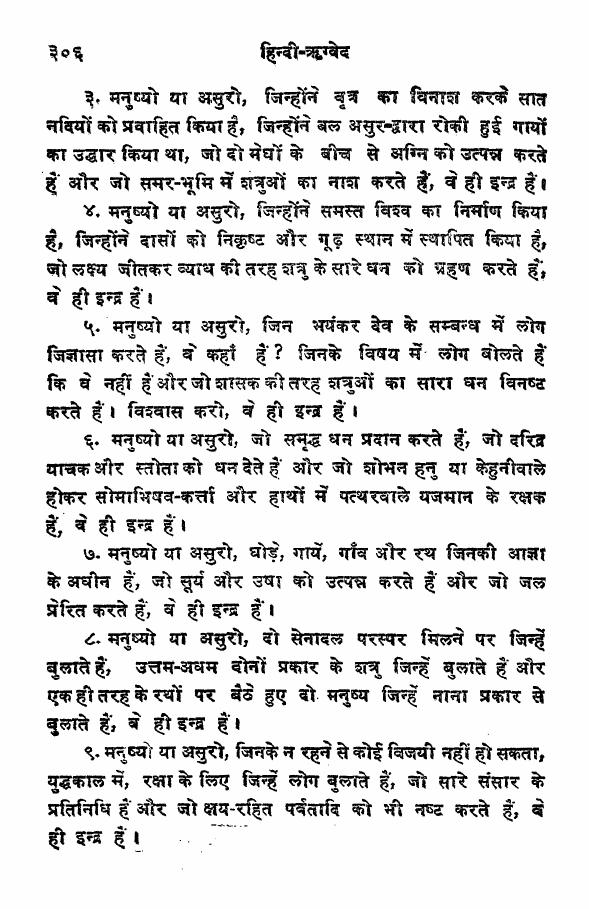 ३०६
हिन्दी-ऋग्वेद
३. मनुष्यो या असुरो, जिन्होंने वृत्र का विनाश करके सात
नदियों को प्रवाहित किया है, जिन्होंने बल असुर-द्वारा रोकी हुई गायों
का उद्धार किया था, जो दो मेघों के बीच से अग्नि को उत्पन्न करते
हैं और जो समर-भूमि में शत्रुओं का नाश करते हैं, वे ही इन्द्र हैं।
४. मनुष्यो या असुरो, जिन्होंने समस्त विश्व का निर्माण किया
है, जिन्होंने दासों को निकृष्ट और गूढ़ स्थान में स्थापित किया है,
जो लक्ष्य जीतकर व्याध की तरह शत्रु के सारे धन को ग्रहण करते हैं,
वे ही इन्द्र हैं।
५. मनुष्यो या असुरो, जिन भयंकर देव के सम्बन्ध में लोग
जिज्ञासा करते हैं, वे कहाँ हैं? जिनके विषय में लोग बोलते हैं
कि वे नहीं हैं और जो शासक की तरह शत्रुओं का सारा धन विनष्ट
करते हैं। विश्वास करो, वे ही इन्द्र हैं।
६. मनुष्यो या असुरो, जो समृद्ध धन प्रदान करते हैं, जो दरिद्र
याचक और स्तोता को धन देते हैं और जो शोभन हनु या केहुनीवाले
होकर सोमाभिषव-कर्त्ता और हाथों में पत्थरवाले यजमान के रक्षक
हैं, वे ही इन्द्र हैं।
७. मनुष्यो या असुरो, घोड़े, गायें, गाँव और रथ जिनकी आज्ञा
के अधीन हैं, जो सूर्य और उषा को उत्पन्न करते हैं और जो जल
प्रेरित करते हैं, वे ही इन्द्र हैं।
८. मनुष्यो या असुरो, दो सेनादल परस्पर मिलने पर जिन्हें
बुलाते हैं, उत्तम-अधम दोनों प्रकार के शत्रु जिन्हें बुलाते हैं और
एक ही तरह के रथों पर बैठे हुए दो मनुष्य जिन्हें नाना प्रकार से
बुलाते हैं, वे ही इन्द्र हैं।
९. मनुष्यो या असुरो, जिनके न रहने से कोई विजयी नहीं हो सकता,
युद्धकाल में, रक्षा के लिए जिन्हें लोग बुलाते हैं, जो सारे संसार के
प्रतिनिधि हैं और जो क्षय-रहित पर्वतादि को भी नष्ट करते हैं, वे
ही इन्द्र हैं।